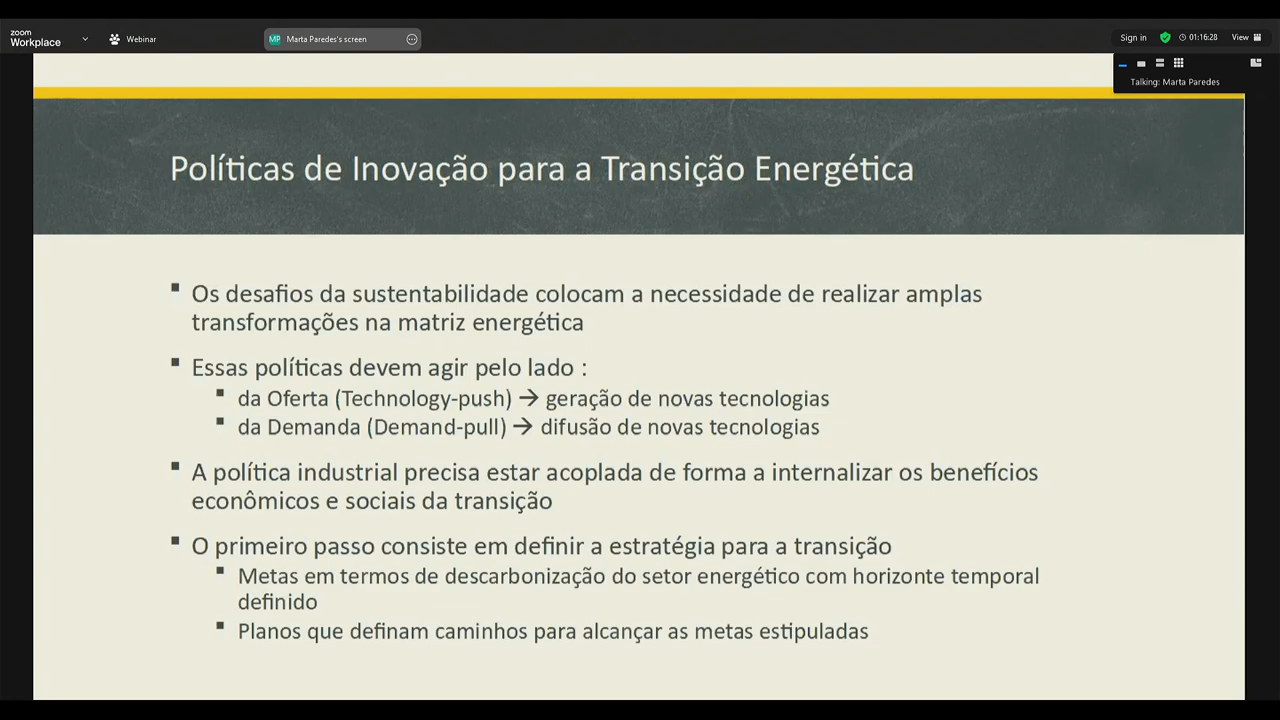 zoom
Workplace
Webinar
MP Marta Paredes's screen
Sign in
01:16:28
View
Talking: Marta Paredes
Políticas de Inovação para a Transição Energética
Os desafios da sustentabilidade colocam a necessidade de realizar amplas
transformações na matriz energética
Essas políticas devem agir pelo lado :
da Oferta (Technology-push) → geração de novas tecnologias
da Demanda (Demand-pull) → difusão de novas tecnologias
A política industrial precisa estar acoplada de forma a internalizar os benefícios
econômicos e sociais da transição
O primeiro passo consiste em definir a estratégia para a transição
Metas em termos de descarbonização do setor energético com horizonte temporal
definido
Planos que definam caminhos para alcançar as metas estipuladas